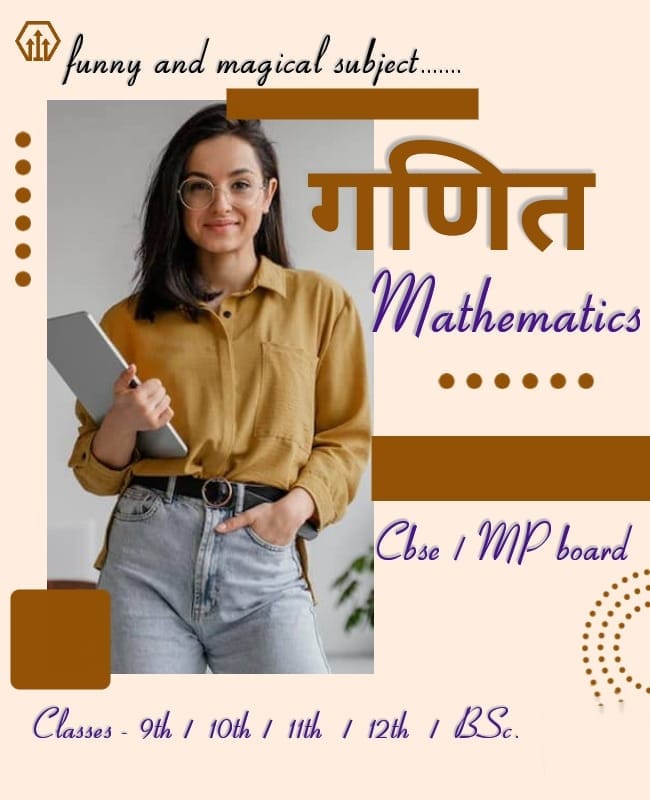 funny and magical subject.......
गणित
Mathematics
Cbse / MP board
Classes - 9th / 10th / 11th / 12th / BSc.